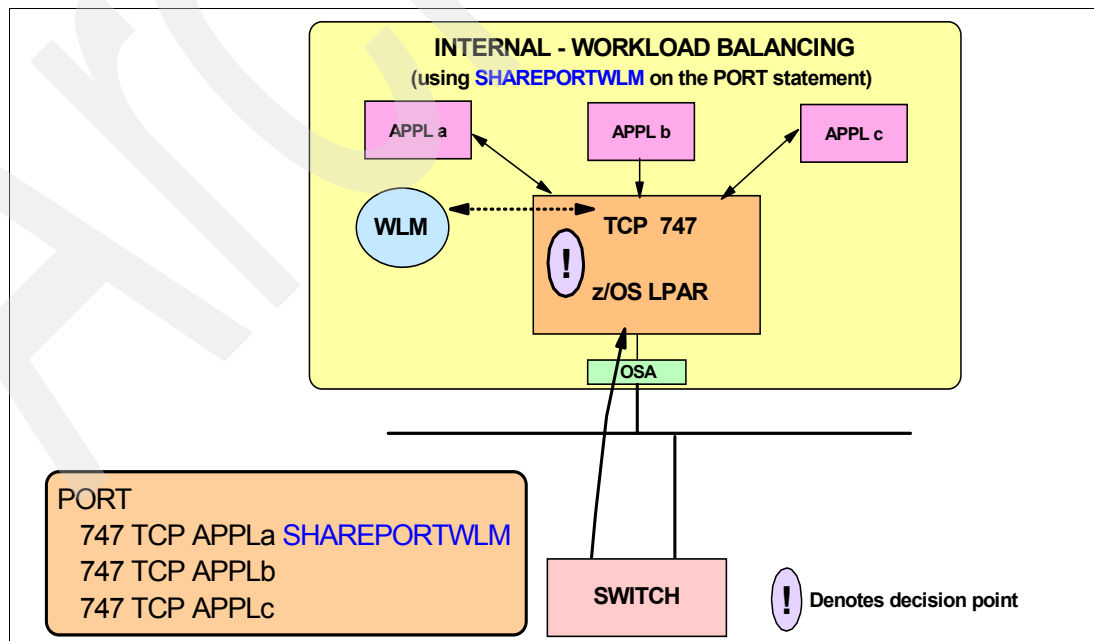 INTERNAL - WORKLOAD BALANCING
(using SHAREPORTWLM on the PORT statement)
APPL a
APPL b
APPL c
WLM
TCP 747
!
z/OS LPAR
OSA
PORT
747 TCP APPLa SHAREPORTWLM
747 TCP APPLb
747 TCP APPLc
SWITCH
! Denotes decision point